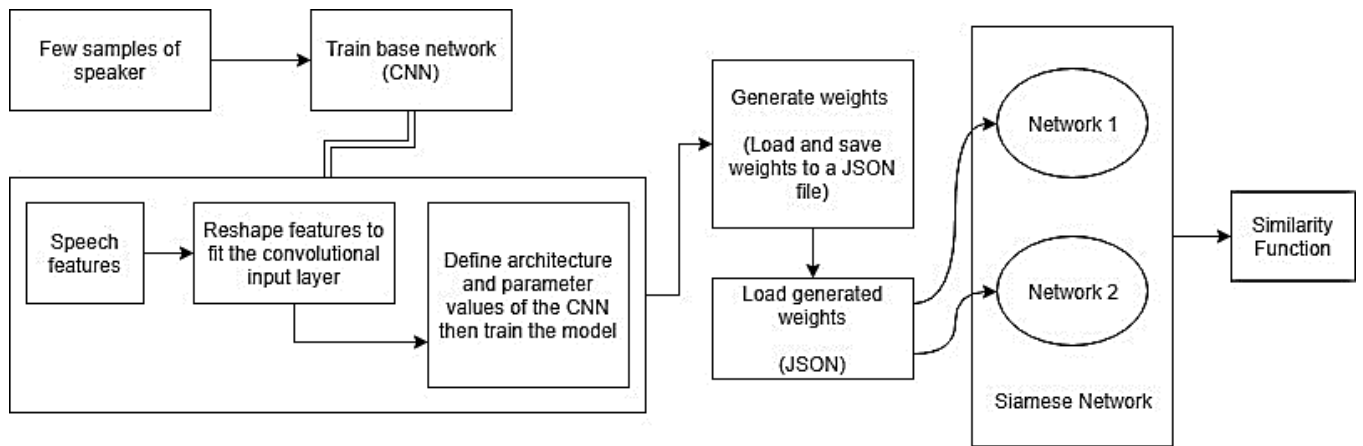 Few samples of
speaker
Train base network
(CNN)
Speech
features
Reshape features to
fit the convolutional
input layer
Define architecture
and parameter
values of the CNN
then train the model
Generate weights
(Load and save
weights to a JSON
file)
Load generated
weights
(JSON)
Network 1
Network 2
Siamese Network
Similarity
Function